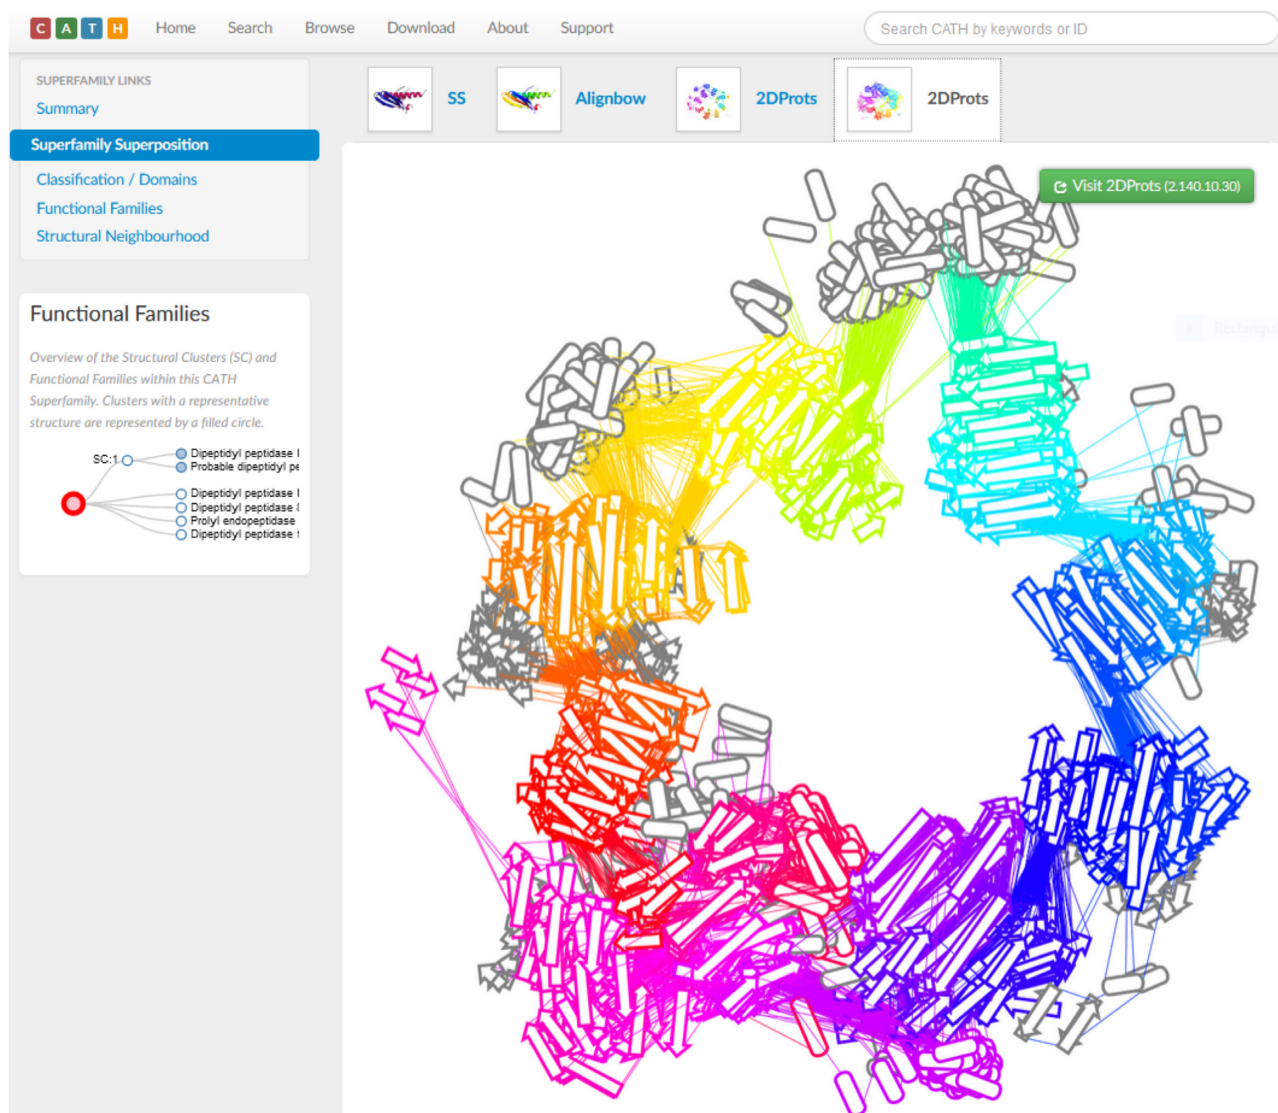 C A T H Home Search Browse Download About Support Search CATH by keywords or ID
SUPERFAMILY LINKS
Summary
Superfamily Superposition
Classification / Domains
Functional Families
Structural Neighbourhood
SS Alignbow 2DProts 2DProts
Visit 2DProts (2.140.10.30)
Functional Families
Overview of the Structural Clusters (SC) and
Functional Families within this CATH
Superfamily. Clusters with a representative
structure are represented by a filled circle.
SC:1
Dipeptidyl peptidase
Probable dipeptidyl pe
Dipeptidyl peptidase
Dipeptidyl peptidase
Prolyl endopeptidase
Dipeptidyl peptidase